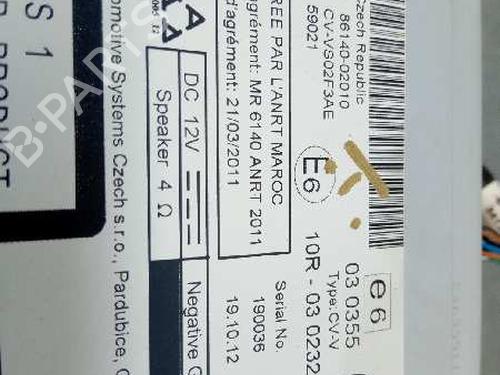 Czech Republic
86140-02010
CV-VS02F3AE
59021
03 0355
Type:CV-V
e6
E6
10R - 03 0232
MR 6140 ANRT 2011
21/03/2011
Serial No.
190036
19.10.12
DC 12V
Negative G
Speaker 4 Ω
omotive Systems Czech s.r.o., Pardubice,
S 1
PRODUCT
B-PARTS
REE PAR L'ANRT MAROC
agrément:
d'agrément: